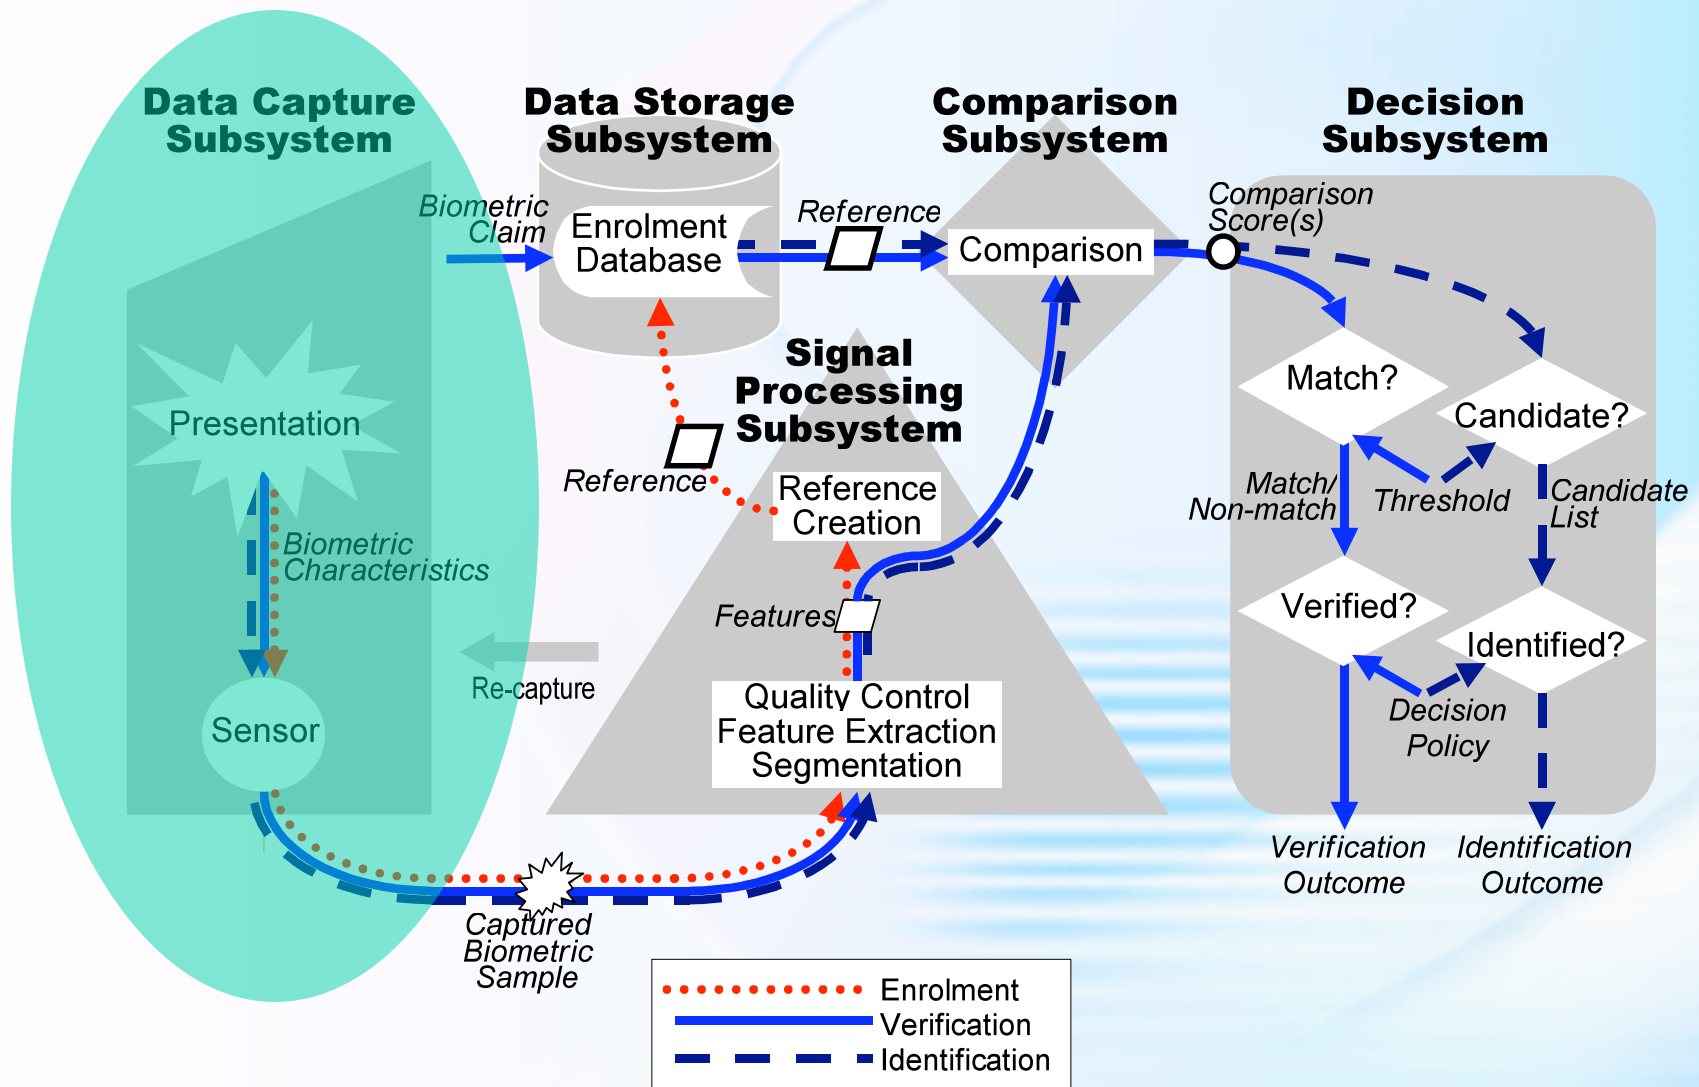 Data Capture
Subsystem
Data Storage
Subsystem
Comparison
Subsystem
Decision
Subsystem
Biometric
Claim
Enrolment
Database
Reference
Comparison
Comparison
Score(s)
Signal
Processing
Subsystem
Presentation
Reference
Reference
Creation
Match?
Candidate?
Match/
Non-match
Threshold
Candidate
List
Biometric
Characteristics
Features
Verified?
Identified?
Re-capture
Sensor
Quality Control
Feature Extraction
Segmentation
Decision
Policy
Verification
Outcome
Identification
Outcome
Captured
Biometric
Sample
Enrolment
Verification
Identification